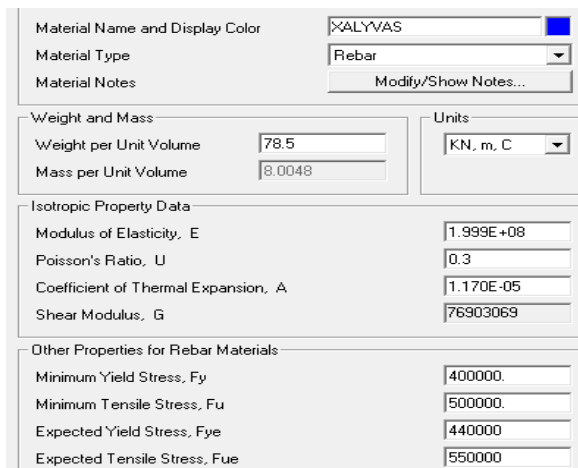 Material Name and Display Color XALYVAS
Material Type Rebar
Material Notes Modify/Show Notes...
Weight and Mass Units
Weight per Unit Volume 78.5 KN, m, C
Mass per Unit Volume 8.0048
Isotropic Property Data
Modulus of Elasticity, E 1.999E+08
Poisson's Ratio, U 0.3
Coefficient of Thermal Expansion, A 1.170E-05
Shear Modulus, G 76903069
Other Properties for Rebar Materials
Minimum Yield Stress, Fy 400000.
Minimum Tensile Stress, Fu 500000.
Expected Yield Stress, Fye 440000
Expected Tensile Stress, Fue 550000